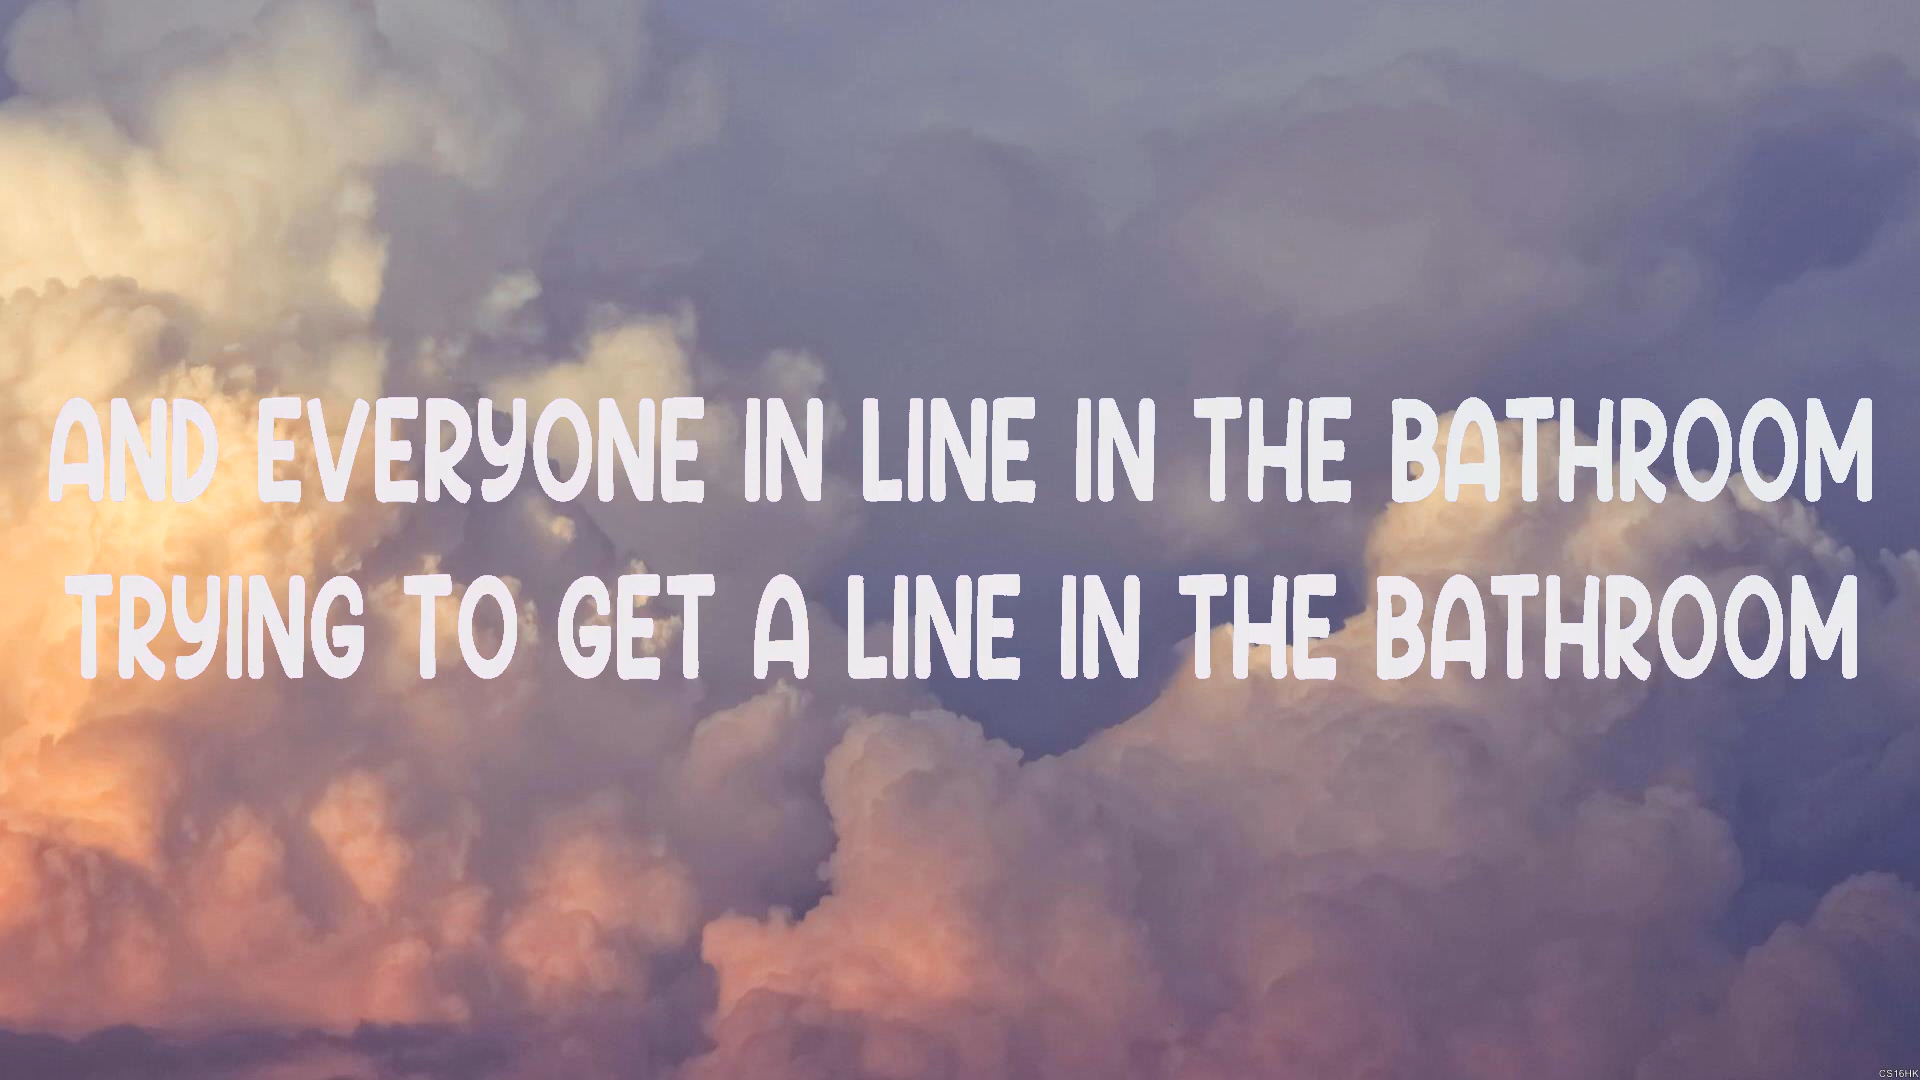 AND EVERYONE IN LINE IN THE BATHROOM
TRYING TO GET A LINE IN THE BATHROOM
CS16HK